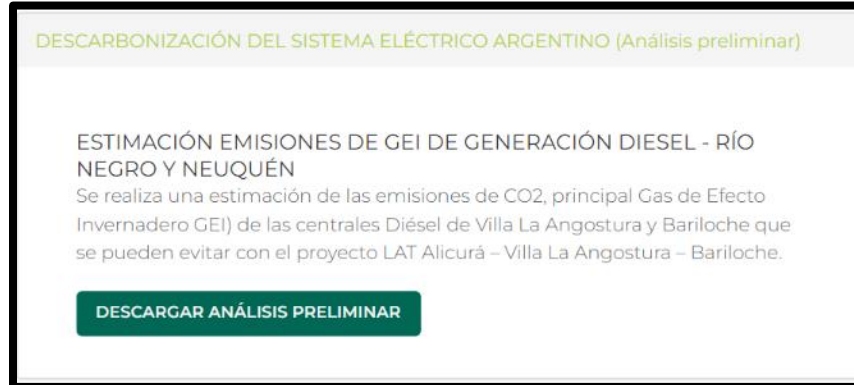 DESCARBONIZACIÓN DEL SISTEMA ELÉCTRICO ARGENTINO (Análisis preliminar)
ESTIMACIÓN EMISIONES DE GEI DE GENERACIÓN DIESEL - RÍO
NEGRO Y NEUQUÉN
Se realiza una estimación de las emisiones de CO2, principal Gas de Efecto
Invernadero GEI) de las centrales Diésel de Villa La Angostura y Bariloche que
se pueden evitar con el proyecto LAT Alicurá – Villa La Angostura – Bariloche.
DESCARGAR ANÁLISIS PRELIMINAR